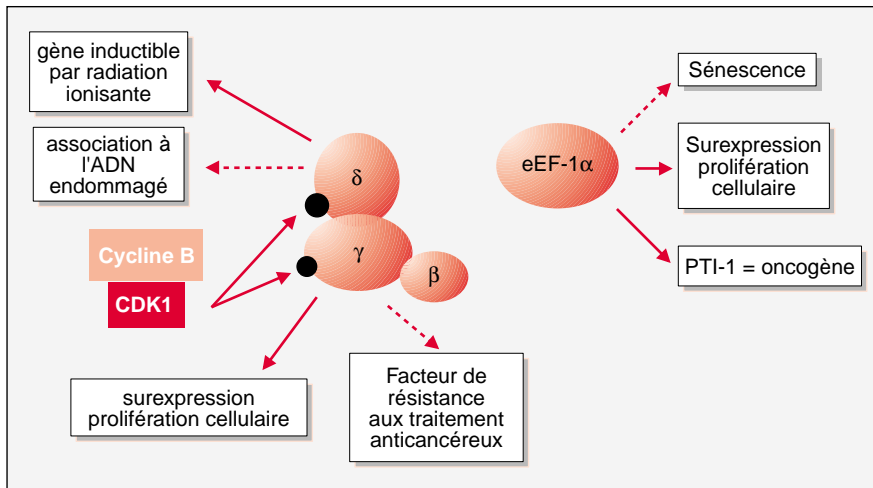 gène inductible
par radiation
ionisante
association à
l'ADN
endommagé
δ
γ
β
Cycline B
CDK1
surexpression
prolifération cellulaire
Facteur de
résistance
aux traitement
anticancéreux
eEF-1α
Sénescence
Surexpression
prolifération
cellulaire
PTI-1 = oncogène